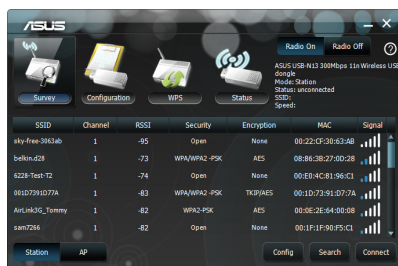 ASUS
Radio On Radio Off
ASUS USB-N13 300Mbps 11n Wireless USB
dongle
Mode: Station
Status: unconnected
SSID:
Speed:
Survey Configuration WPS Status
SSID Channel RSSI Security Encryption MAC Signal
sky-free-3063ab 1 -95 Open None 00:22:CF:30:63:AB
belkin.d28 1 -73 WPA/WPA2 -PSK AES 08:86:3B:27:0D:28
6228-Test-T2 1 -74 Open None 00:E0:4C:81:96:C1
001D7391D77A 1 -83 WPA/WPA2 -PSK TKIP/AES 00:1D:73:91:D7:7A
AirLink3G_Tommy 1 -82 WPA2-PSK AES 00:0E:2E:64:00:08
sam7266 1 -82 Open None 00:1F:1F:90:F5:C1
Station AP Config Search Connect